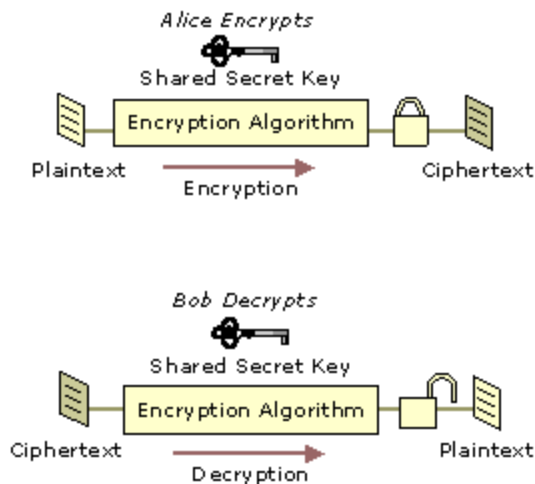 Alice Encrypts
Shared Secret Key
Encryption Algorithm
Plaintext
Ciphertext
Encryption
Bob Decrypts
Shared Secret Key
Encryption Algorithm
Ciphertext
Plaintext
Decryption